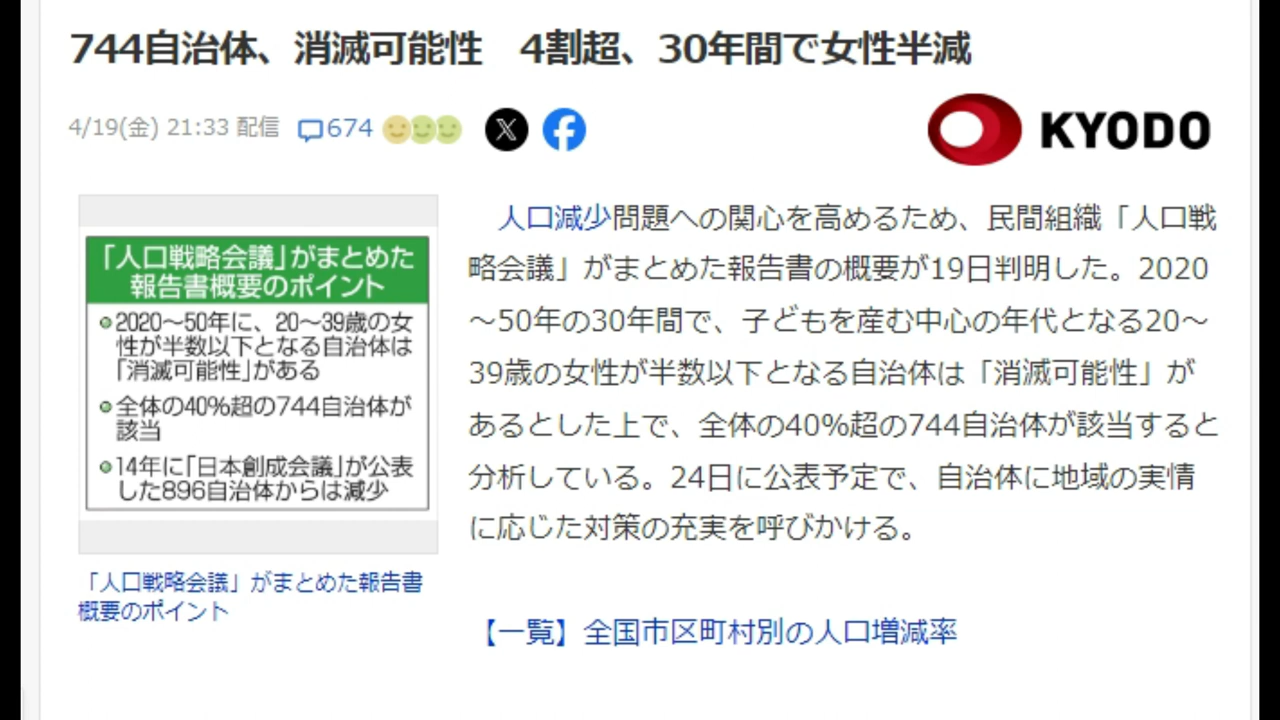 744自治体、消滅可能性　4割超、30年間で女性半減
4/19(金) 21:33 配信 674
KYODO
「人口戦略会議」がまとめた
報告書概要のポイント
2020～50年に、20～39歳の女
性が半数以下となる自治体は
「消滅可能性」がある
全体の40%超の744自治体が
該当
14年に「日本創成会議」が公表
した896自治体からは減少
「人口戦略会議」がまとめた報告書
概要のポイント
人口減少問題への関心を高めるため、民間組織「人口戦
略会議」がまとめた報告書の概要が19日判明した。2020
～50年の30年間で、子どもを産む中心の年代となる20～
39歳の女性が半数以下となる自治体は「消滅可能性」が
あるとした上で、全体の40%超の744自治体が該当すると
分析している。24日に公表予定で、自治体に地域の実情
に応じた対策の充実を呼びかける。
【一覧】全国市区町村別の人口増減率